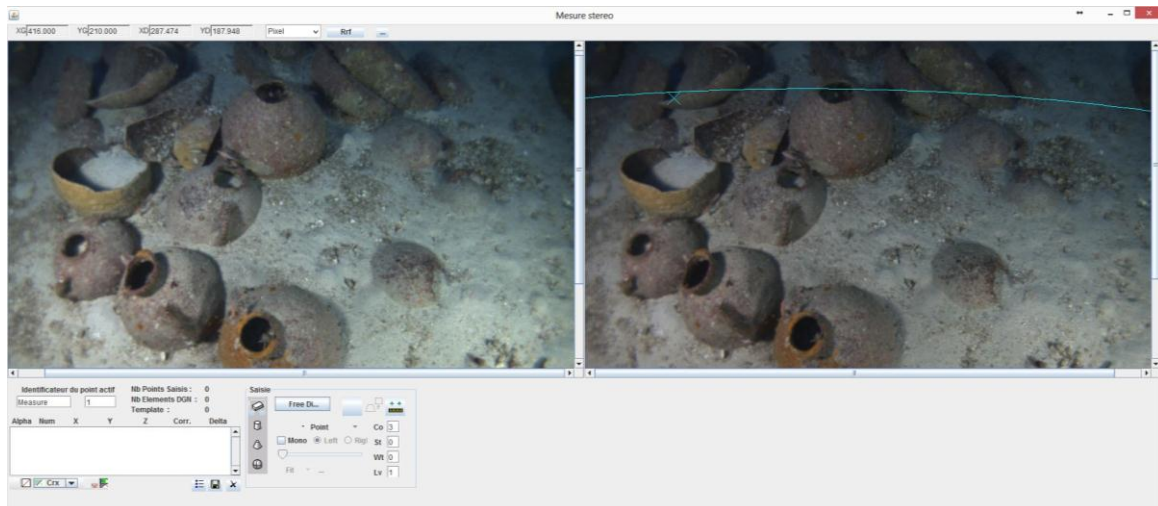 Mesure stereo
XG 416.000 YG 210.000 XD 287.474 YD 187.948 Pixel Rrf ...
Identificateur du point actif
Measure 1
Nb Points Saisis : 0
Nb Elements DGN : 0
Template : 0
Alpha Num X Y Z Corr. Delta
Crx
Saisie
Free Di...
Point
Mono Left Rigi
Fit ...
Co 3
St 0
Wt 0
Lv 1